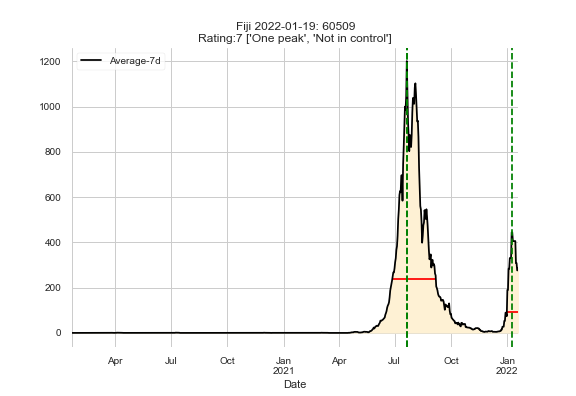 Fiji 2022-01-19: 60509
Rating:7 ['One peak', 'Not in control']
Average-7d
1200
1000
800
600
400
200
0
Apr Jul Oct Jan Apr Jul Oct Jan
2021 2022
Date